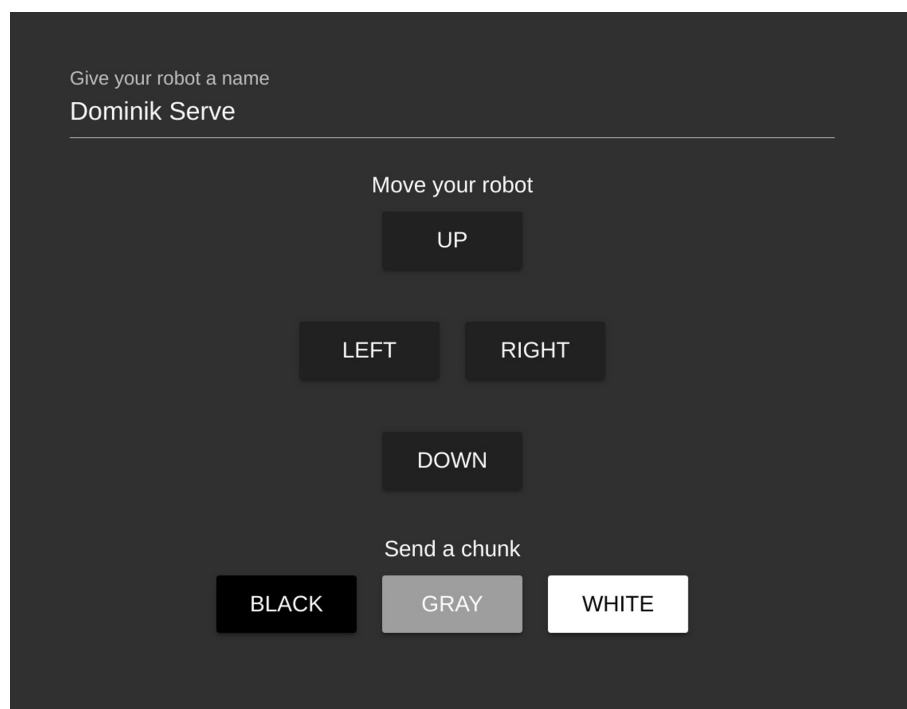 Give your robot a name
Dominik Serve
Move your robot
UP
LEFT RIGHT
DOWN
Send a chunk
BLACK GRAY WHITE